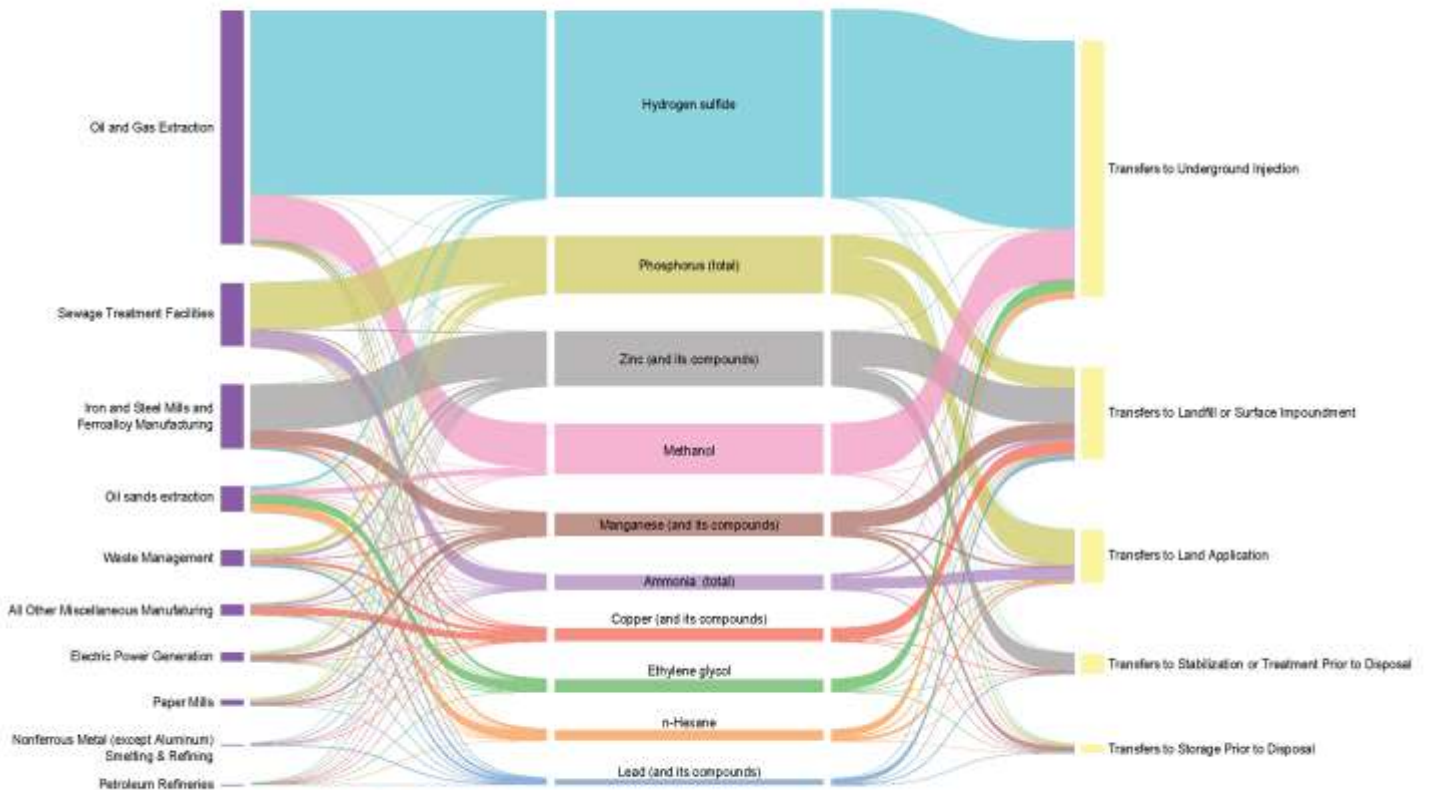 Oil and Gas Extraction
Sewage Treatment Facilities
Iron and Steel Mills and
Ferroalloy Manufacturing
Oil sands extraction
Waste Management
All Other Miscellaneous Manufaturing
Electric Power Generation
Paper Mills
Nonferrous Metal (except Aluminum)
Smelting & Refining
Petroleum Refineries
Hydrogen sulfide
Phosphorus (total)
Zinc (and its compounds)
Methanol
Manganese (and its compounds)
Ammonia (total)
Copper (and its compounds)
Ethylene glycol
n-Hexane
Lead (and its compounds)
Transfers to Underground Injection
Transfers to Landfill or Surface Impoundment
Transfers to Land Application
Transfers to Stabilization or Treatment Prior to Disposal
Transfers to Storage Prior to Disposal